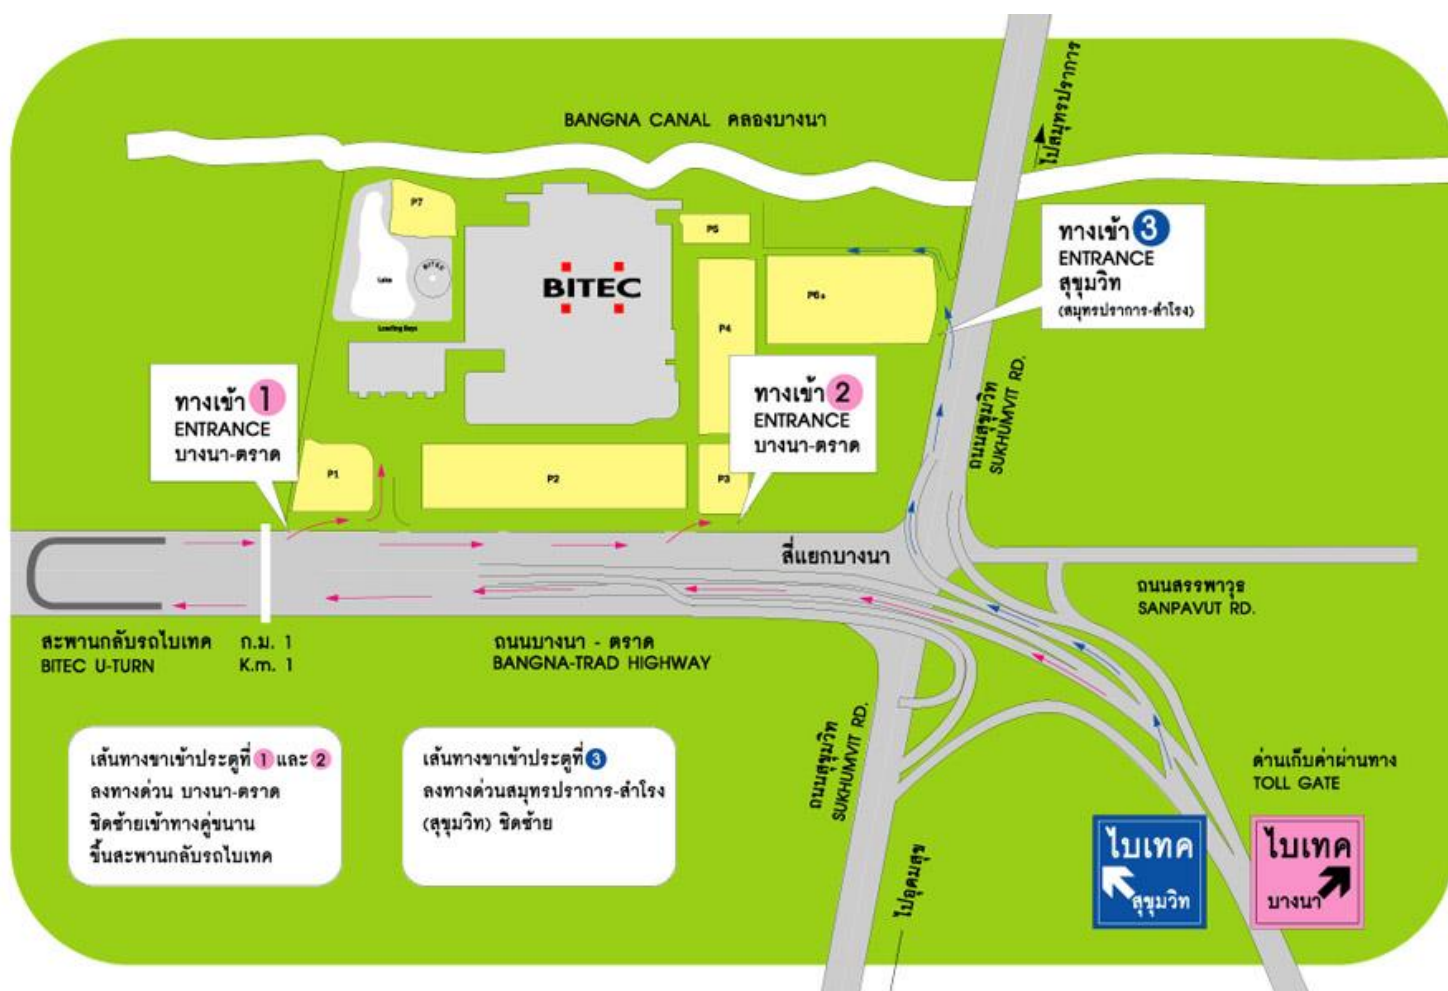 BANGNA CANAL คลองบางนา
ไปสมุทรปราการ
P7
P5
Lake
BITEC
Loading Bays
BITEC
P6a
P4
ทางเข้า 3
ENTRANCE
สุขุมวิท
(สมุทรปราการ-สำโรง)
ทางเข้า 1
ENTRANCE
บางนา-ตราด
ทางเข้า 2
ENTRANCE
บางนา-ตราด
ถนนสุขุมวิท
SUKHUMVIT RD.
P1
P2
P3
สี่แยกบางนา
ถนนสรรพาวุธ
SANPAVUT RD.
สะพานกลับรถไบเทค
BITEC U-TURN
ก.ม. 1
K.m. 1
ถนนบางนา - ตราด
BANGNA-TRAD HIGHWAY
ถนนสุขุมวิท
SUKHUMVIT RD.
ด่านเก็บค่าผ่านทาง
TOLL GATE
เส้นทางขาเข้าประตูที่ 1 และ 2
ลงทางด่วน บางนา-ตราด
ชิดซ้ายเข้าทางคู่ขนาน
ขึ้นสะพานกลับรถไบเทค
เส้นทางขาเข้าประตูที่ 3
ลงทางด่วนสมุทรปราการ-สำโรง
(สุขุมวิท) ชิดซ้าย
ไปอุดมสุข
ไบเทค
สุขุมวิท
ไบเทค
บางนา